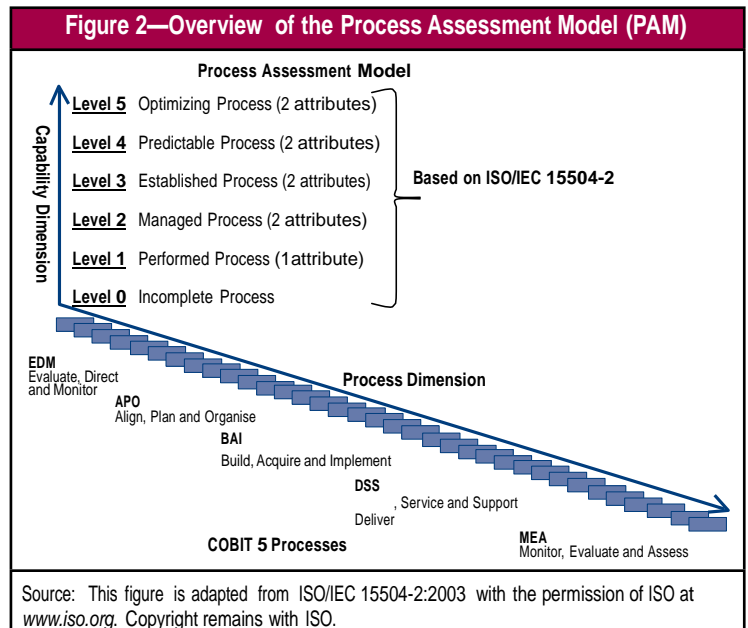 Figure 2—Overview of the Process Assessment Model (PAM)
Process Assessment Model
Level 5 Optimizing Process (2 attributes)
Level 4 Predictable Process (2 attributes)
Level 3 Established Process (2 attributes)
Level 2 Managed Process (2 attributes)
Level 1 Performed Process (1attribute)
Level 0 Incomplete Process
Capability Dimension
Based on ISO/IEC 15504-2
Process Dimension
EDM
Evaluate, Direct
and Monitor
APO
Align, Plan and Organise
BAI
Build, Acquire and Implement
DSS
, Service and Support
Deliver
MEA
Monitor, Evaluate and Assess
COBIT 5 Processes
Source: This figure is adapted from ISO/IEC 15504-2:2003 with the permission of ISO at
www.iso.org. Copyright remains with ISO.